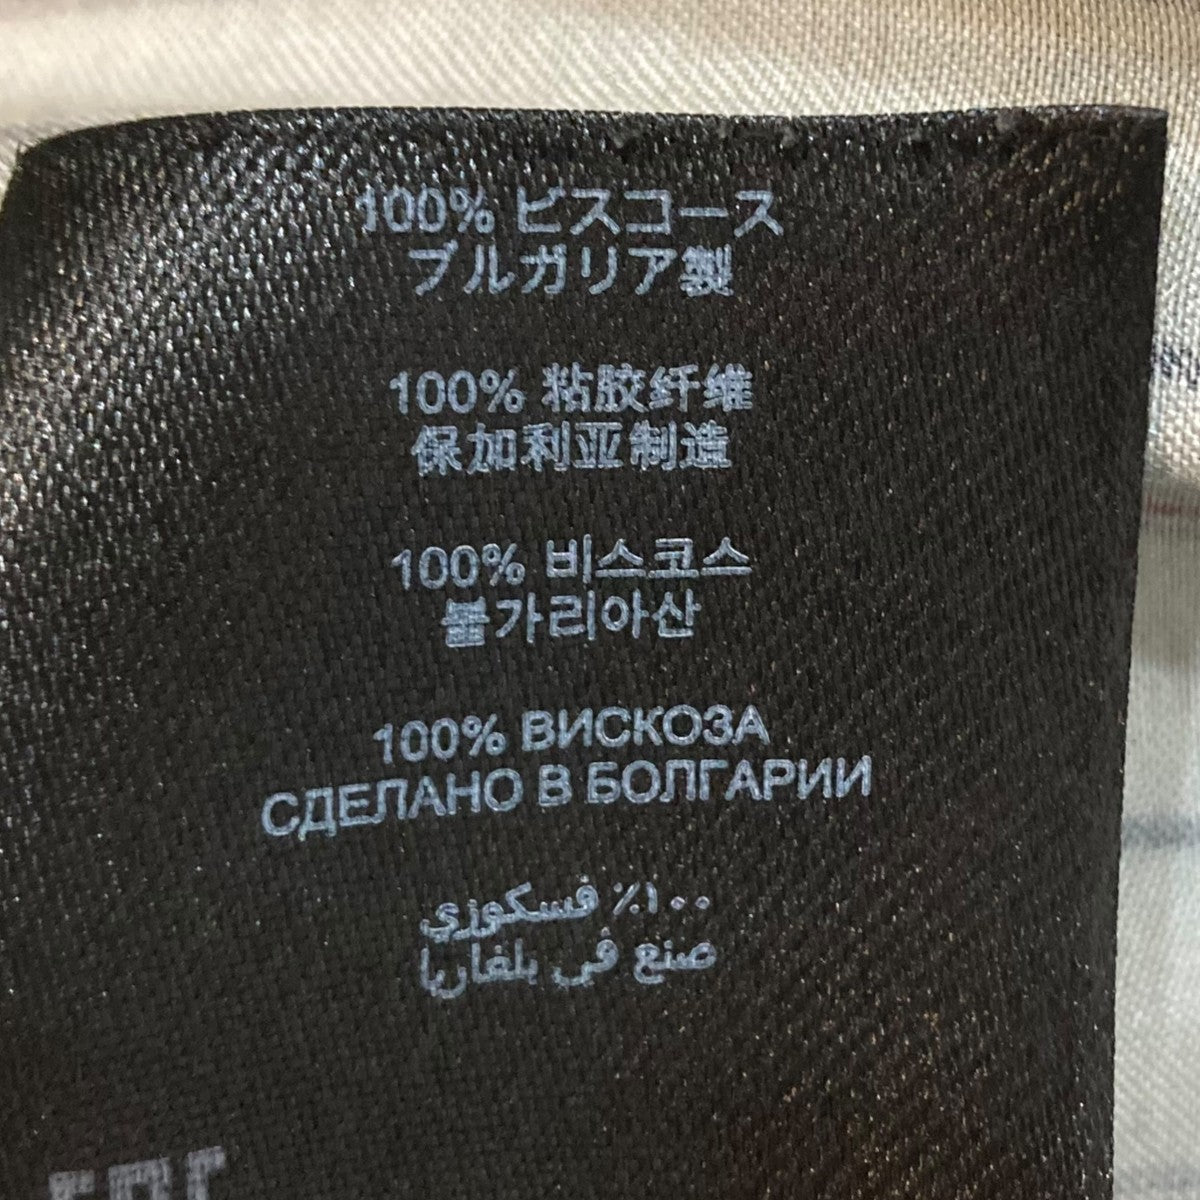 100% ビスコース
ブルガリア製
100% 粘胶纤维
保加利亚制造
100% 비스코스
불가리아산
100% ВИСКОЗА
СДЕЛАНО В БОЛГАРИИ
١٠٠٪ فسكوزي
صنع في بلغاريا